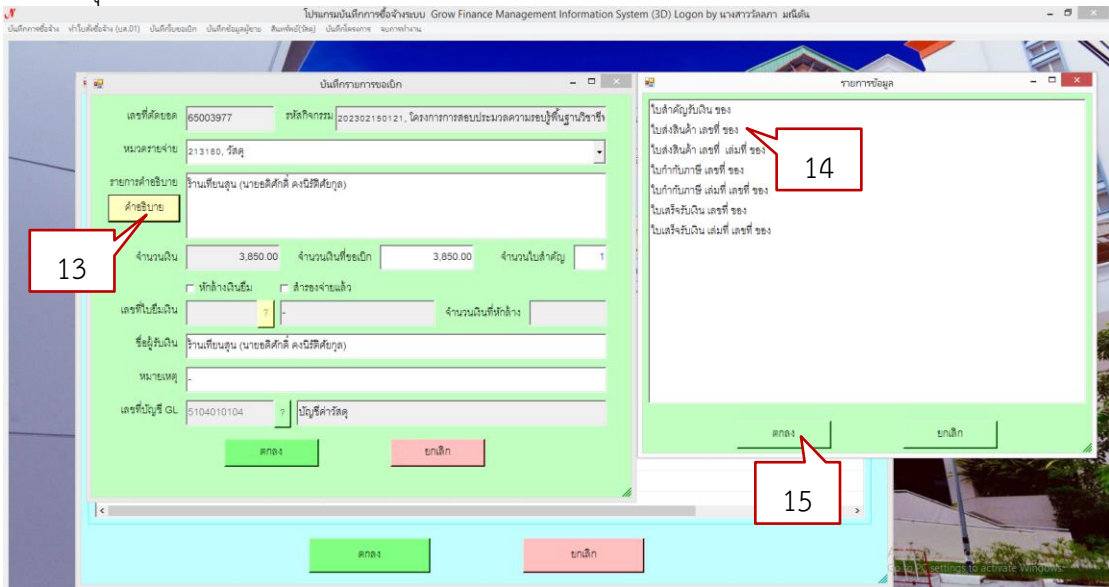 โปรแกรมบันทึกการซื้อจ้างระบบ Grow Finance Management Information System (3D) Logon by นางสาววัลลภา มณีตัน
บันทึกการซื้อจ้าง ทำใบสั่งซื้อจ้าง (บส.01) บันทึกใบขอเบิก บันทึกข้อมูลผู้ขาย สินทรัพย์(วัสดุ) บันทึกโครงการ จบการทำงาน
บันทึกรายการขอเบิก
เลขที่ตัดยอด 65003977 รหัสกิจกรรม 202302150121, โครงการการสอบประมวลความรอบรู้พื้นฐานวิชาชีพ
หมวดรายจ่าย 213180, วัสดุ
รายการคำอธิบาย ร้านเทียนสูน (นายอดิศักดิ์ คงนิรัติศัยกุล)
คำอธิบาย
13
จำนวนเงิน 3,850.00 จำนวนเงินที่ขอเบิก 3,850.00 จำนวนใบสำคัญ 1
หักล้างเงินยืม สำรองจ่ายแล้ว
เลขที่ใบยืมเงิน ? - จำนวนเงินที่หักล้าง
ชื่อผู้รับเงิน ร้านเทียนสูน (นายอดิศักดิ์ คงนิรัติศัยกุล)
หมายเหตุ -
เลขที่บัญชี GL 5104010104 ? บัญชีค่าวัสดุ
ตกลง ยกเลิก
รายการข้อมูล
ใบสำคัญรับเงิน ของ
ใบส่งสินค้า เลขที่ ของ
ใบส่งสินค้า เลขที่ เล่มที่ ของ
ใบกำกับภาษี เลขที่ ของ
ใบกำกับภาษี เล่มที่ เลขที่ ของ
ใบเสร็จรับเงิน เลขที่ ของ
ใบเสร็จรับเงิน เล่มที่ เลขที่ ของ
14
ตกลง ยกเลิก
15
ตกลง ยกเลิก
Go to PC settings to activate Windows.